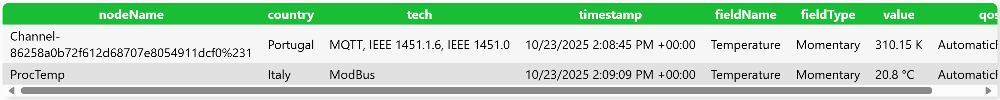 nodeName country tech timestamp fieldName fieldType value qos
Channel-
86258a0b72f612d68707e8054911dcf0%231 Portugal MQTT, IEEE 1451.1.6, IEEE 1451.0 10/23/2025 2:08:45 PM +00:00 Temperature Momentary 310.15 K Automatic
ProcTemp Italy ModBus 10/23/2025 2:09:09 PM +00:00 Temperature Momentary 20.8 °C Automatic